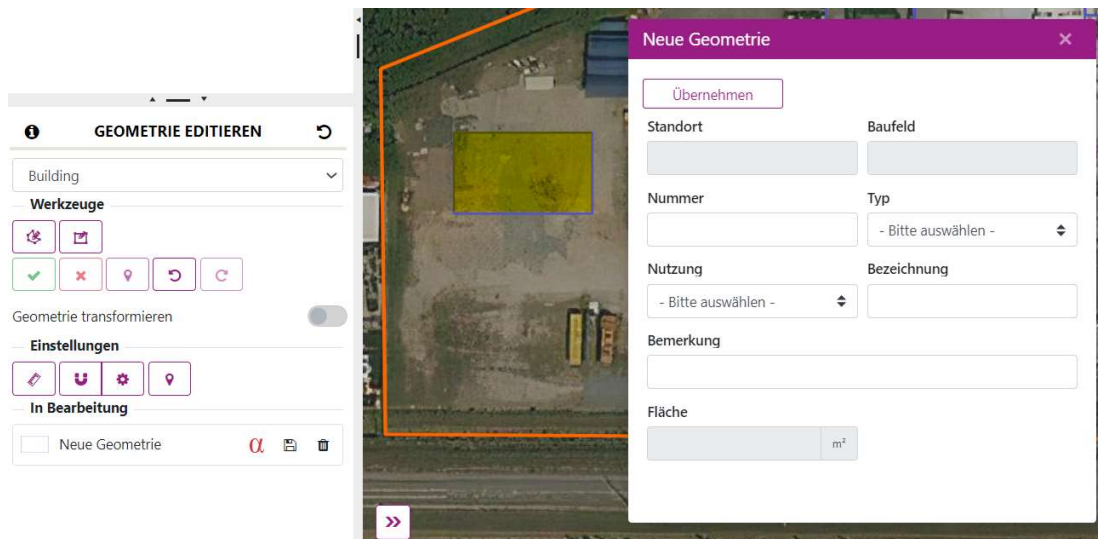 GEOMETRIE EDITIEREN
Building
Werkzeuge
Geometrie transformieren
Einstellungen
In Bearbeitung
Neue Geometrie α
Neue Geometrie
Übernehmen
Standort Baufeld
Nummer Typ
- Bitte auswählen -
Nutzung Bezeichnung
- Bitte auswählen -
Bemerkung
Fläche
m²